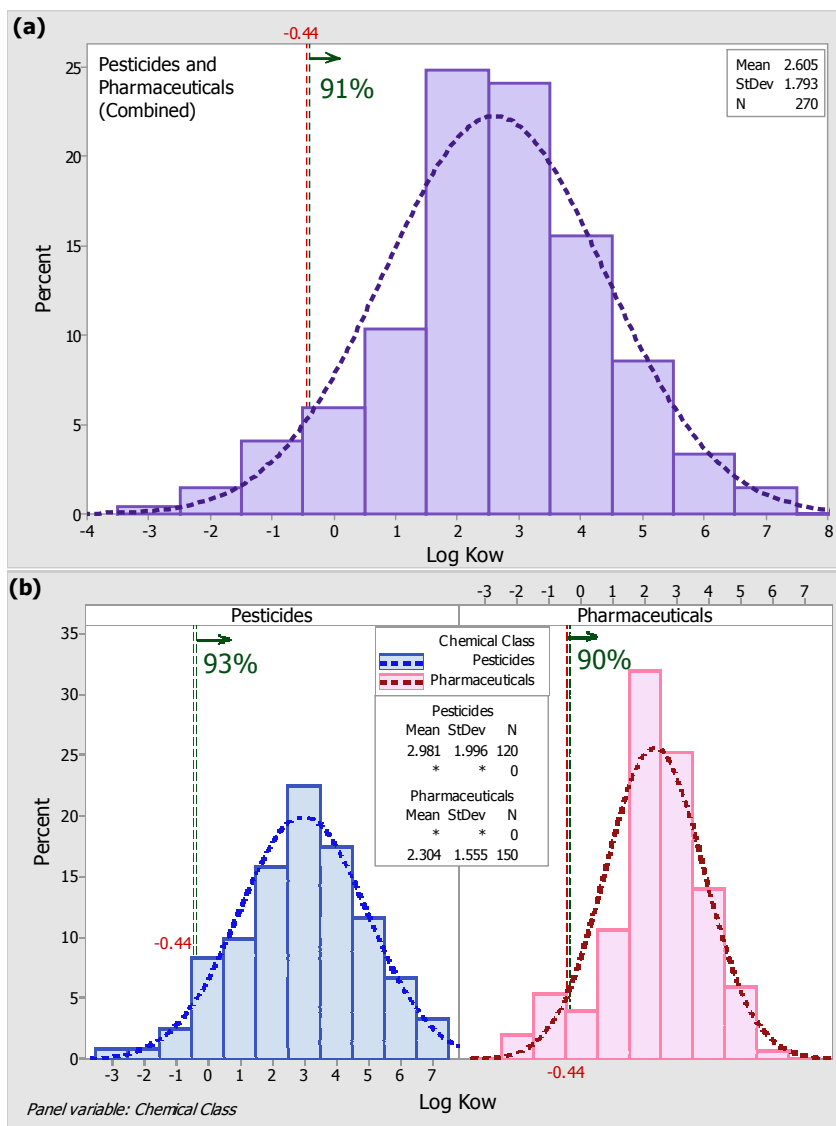 (a)
-0.44
Pesticides and
Pharmaceuticals
(Combined)
91%
Mean 2.605
StDev 1.793
N 270
25
20
15
10
5
0
Percent
-4 -3 -2 -1 0 1 2 3 4 5 6 7 8
Log Kow
(b)
-3 -2 -1 0 1 2 3 4 5 6 7
Pesticides Pharmaceuticals
35
30
25
20
15
10
5
0
Percent
93%
90%
Chemical Class
Pesticides
Pharmaceuticals
Pesticides
Mean StDev N
2.981 1.996 120
* * 0
Pharmaceuticals
Mean StDev N
* * 0
2.304 1.555 150
-0.44
-0.44
-3 -2 -1 0 1 2 3 4 5 6 7
Log Kow
Panel variable: Chemical Class